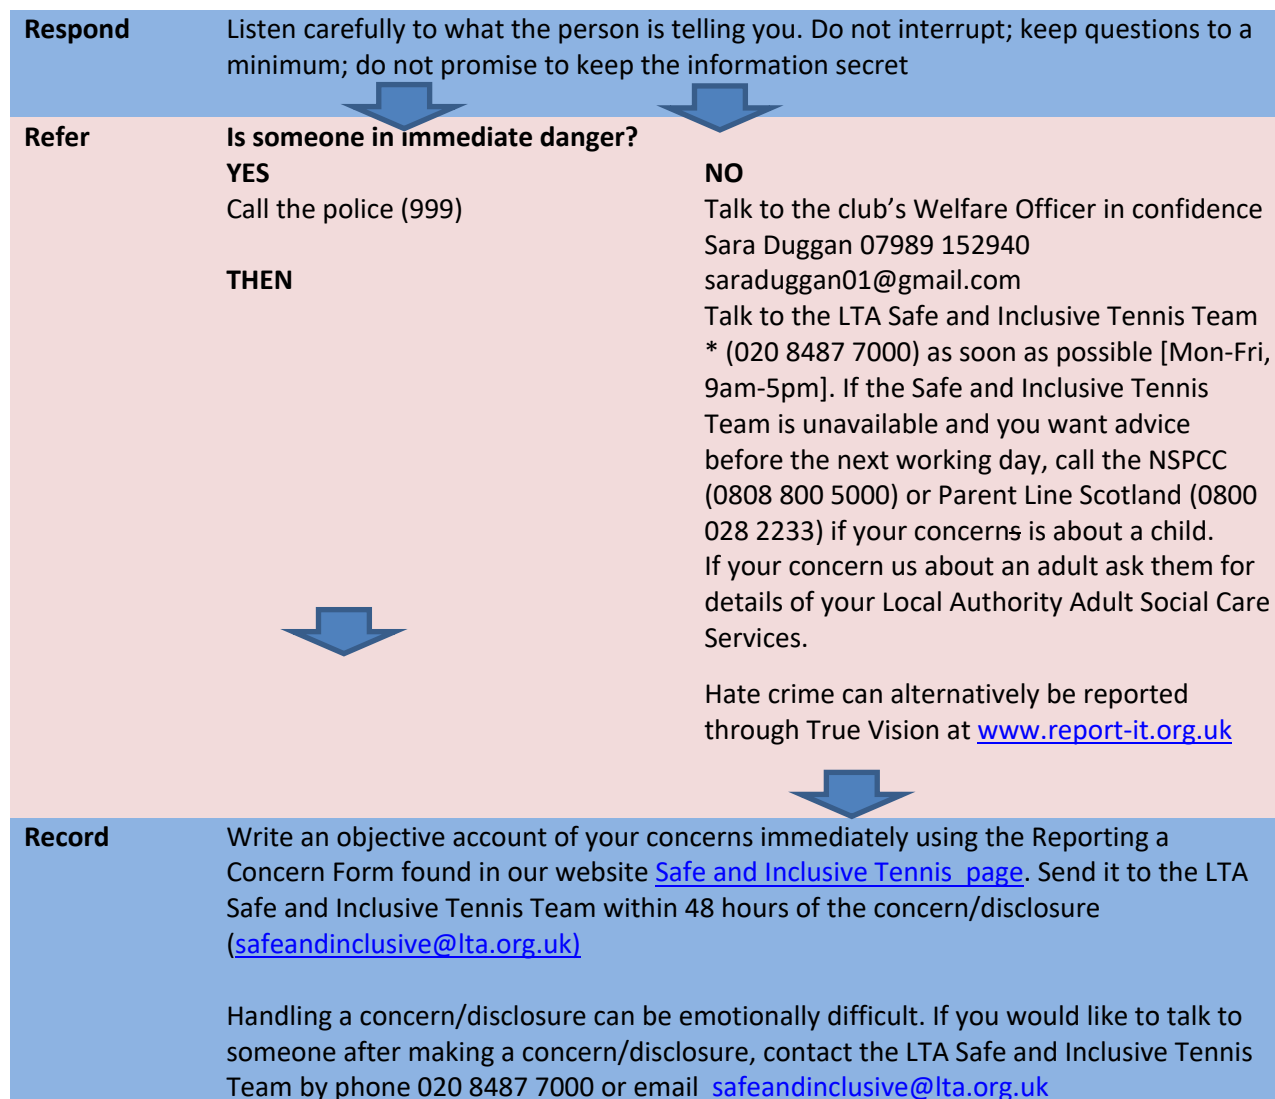 Respond
Listen carefully to what the person is telling you. Do not interrupt; keep questions to a
minimum; do not promise to keep the information secret
Refer
Is someone in immediate danger?
YES
Call the police (999)
THEN
NO
Talk to the club’s Welfare Officer in confidence
Sara Duggan 07989 152940
saraduggan01@gmail.com
Talk to the LTA Safe and Inclusive Tennis Team
* (020 8487 7000) as soon as possible [Mon-Fri,
9am-5pm]. If the Safe and Inclusive Tennis
Team is unavailable and you want advice
before the next working day, call the NSPCC
(0808 800 5000) or Parent Line Scotland (0800
028 2233) if your concerns is about a child.
If your concern us about an adult ask them for
details of your Local Authority Adult Social Care
Services.
Hate crime can alternatively be reported
through True Vision at www.report-it.org.uk
Record
Write an objective account of your concerns immediately using the Reporting a
Concern Form found in our website Safe and Inclusive Tennis  page. Send it to the LTA
Safe and Inclusive Tennis Team within 48 hours of the concern/disclosure
(safeandinclusive@lta.org.uk)
Handling a concern/disclosure can be emotionally difficult. If you would like to talk to
someone after making a concern/disclosure, contact the LTA Safe and Inclusive Tennis
Team by phone 020 8487 7000 or email  safeandinclusive@lta.org.uk